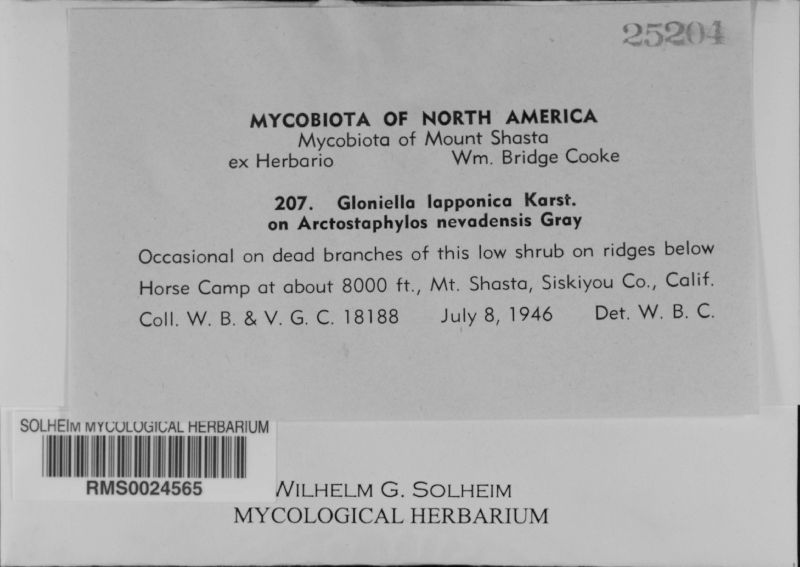 25204
MYCOBIOTA OF NORTH AMERICA
Mycobiota of Mount Shasta
ex Herbario Wm. Bridge Cooke
207. Gloniella lapponica Karst.
on Arctostaphylos nevadensis Gray
Occasional on dead branches of this low shrub on ridges below
Horse Camp at about 8000 ft., Mt. Shasta, Siskiyou Co., Calif.
Coll. W. B. & V. G. C. 18188 July 8, 1946 Det. W. B. C.
SOLHEIM MYCOLOGICAL HERBARIUM
RMS0024565
WILHELM G. SOLHEIM
MYCOLOGICAL HERBARIUM